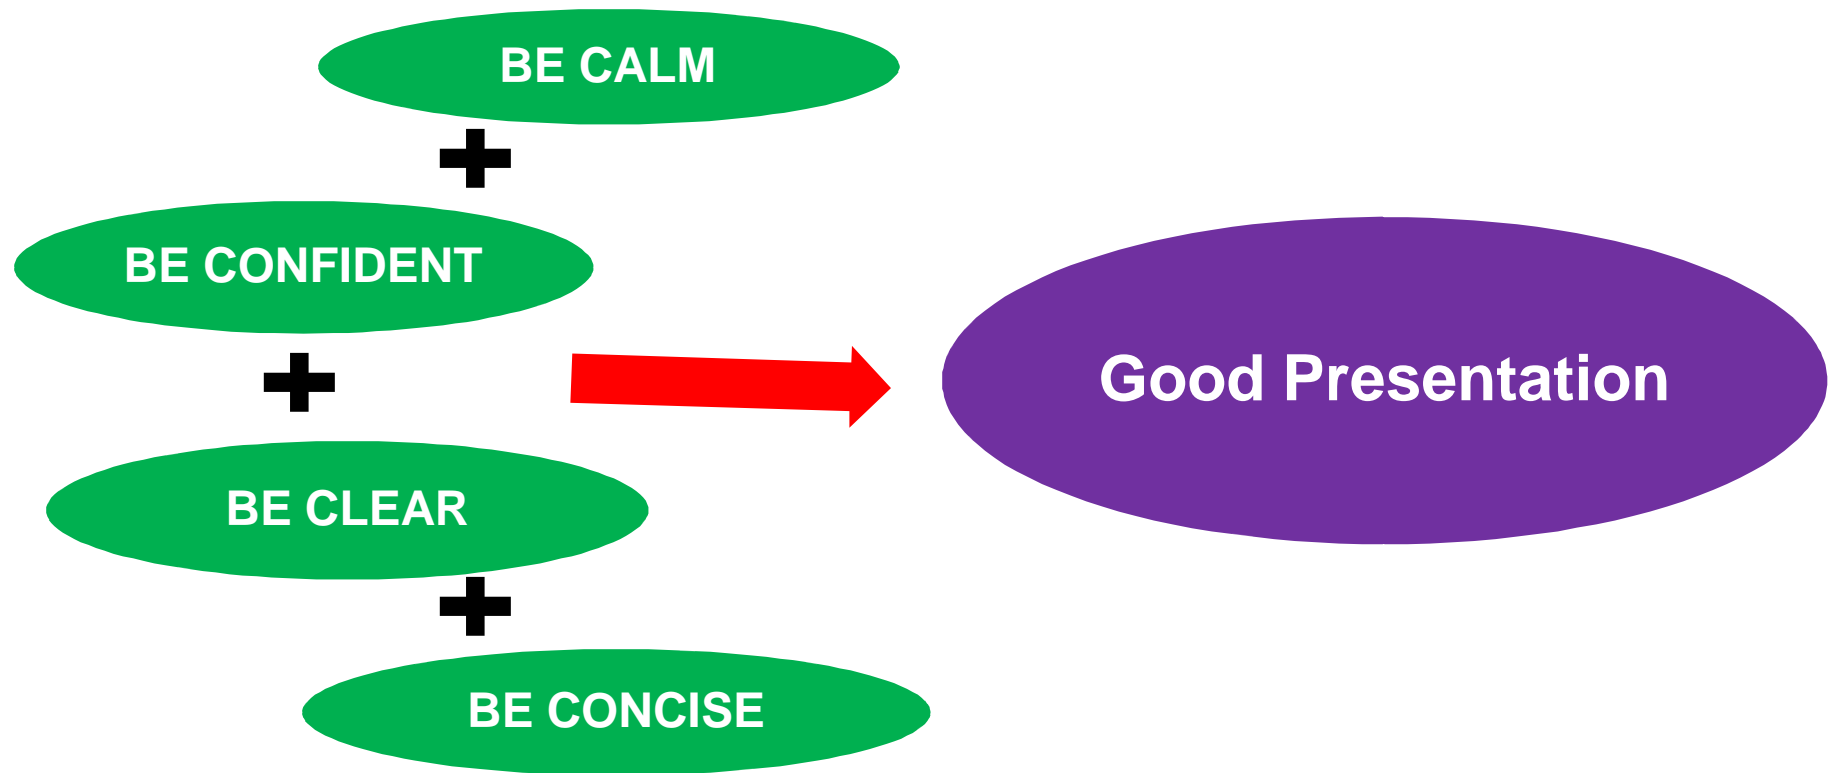 BE CALM
BE CONFIDENT
Good Presentation
BE CLEAR
BE CONCISE